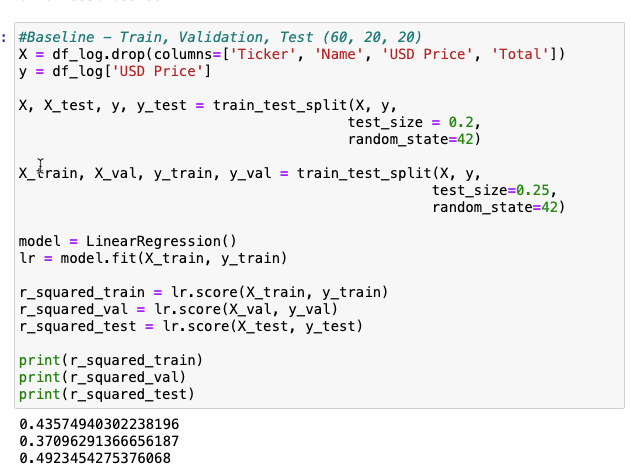 :
#Baseline – Train, Validation, Test (60, 20, 20)
X = df_log.drop(columns=['Ticker', 'Name', 'USD Price', 'Total'])
y = df_log['USD Price']
X, X_test, y, y_test = train_test_split(X, y,
test_size = 0.2,
random_state=42)
X_train, X_val, y_train, y_val = train_test_split(X, y,
test_size=0.25,
random_state=42)
model = LinearRegression()
lr = model.fit(X_train, y_train)
r_squared_train = lr.score(X_train, y_train)
r_squared_val = lr.score(X_val, y_val)
r_squared_test = lr.score(X_test, y_test)
print(r_squared_train)
print(r_squared_val)
print(r_squared_test)
0.43574940302238196
0.37096291366656187
0.4923454275376068